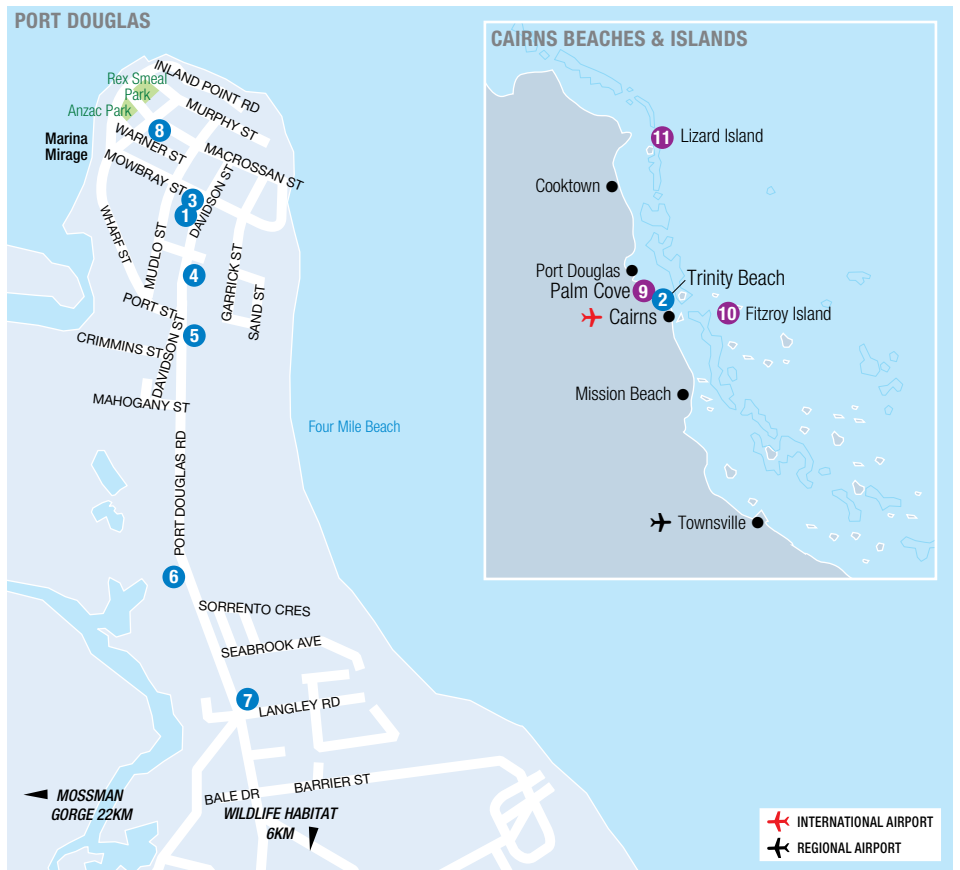 PORT DOUGLAS
Rex Smeal
Park
Anzac Park
Marina
Mirage
INLAND POINT RD
MURPHY ST
8
WARNER ST
MACROSSAN ST
MOWBRAY ST
DAVIDSON ST
3
1
WHARF ST
MUDLO ST
4
GARRICK ST
SAND ST
PORT ST
5
CRIMMINS ST
DAVIDSON ST
MAHOGANY ST
Four Mile Beach
PORT DOUGLAS RD
6
SORRENTO CRES
SEABROOK AVE
7
LANGLEY RD
BARRIER ST
BALE DR
MOSSMAN
GORGE 22KM
WILDLIFE HABITAT
6KM
CAIRNS BEACHES & ISLANDS
11 Lizard Island
Cooktown
Port Douglas
Trinity Beach
Palm Cove 9
2
Cairns
10 Fitzroy Island
Mission Beach
Townsville
INTERNATIONAL AIRPORT
REGIONAL AIRPORT